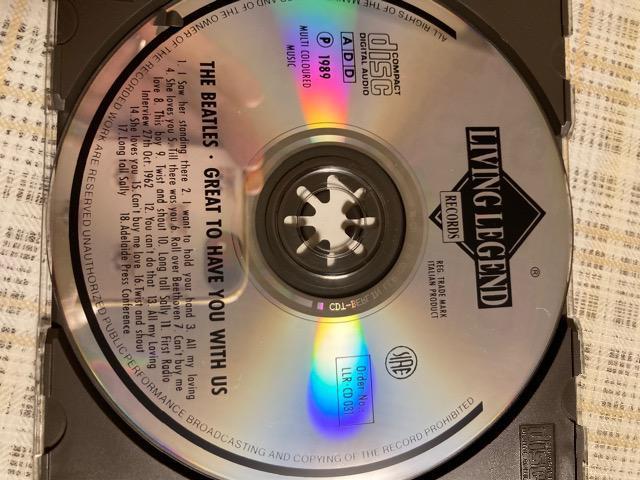 LIVING LEGEND
RECORDS
®
REG. TRADE MARK
ITALIAN PRODUCT
COMPACT
disc
DIGITAL AUDIO
ADD
℗ 1989
MULTI COLOURED
MUSIC
SIAE
Order No.:
LLR-CD 031
THE BEATLES · GREAT TO HAVE YOU WITH US
1. I saw her standing there 2. I want to hold your hand 3. All my loving
4. She loves you 5. Till there was you 6. Roll over Beethoven 7. Can't buy me
love 8. This boy 9. Twist and shout 10. Long tall Sally 11. First Radio
Interview 27th Oct. 1962 12. You can't do that 13. All my Loving
14. She loves you 15. Can't buy me love 16. Twist and shout
17. Long tall Sally 18. Adelaide Press Conference
ALL RIGHTS OF THE
AND OF THE OWNER OF THE RECORDED WORK ARE RESERVED UNAUTHORIZED PUBLIC PERFORMANCE BROADCASTING AND COPYING OF THE RECORD PROHIBITED